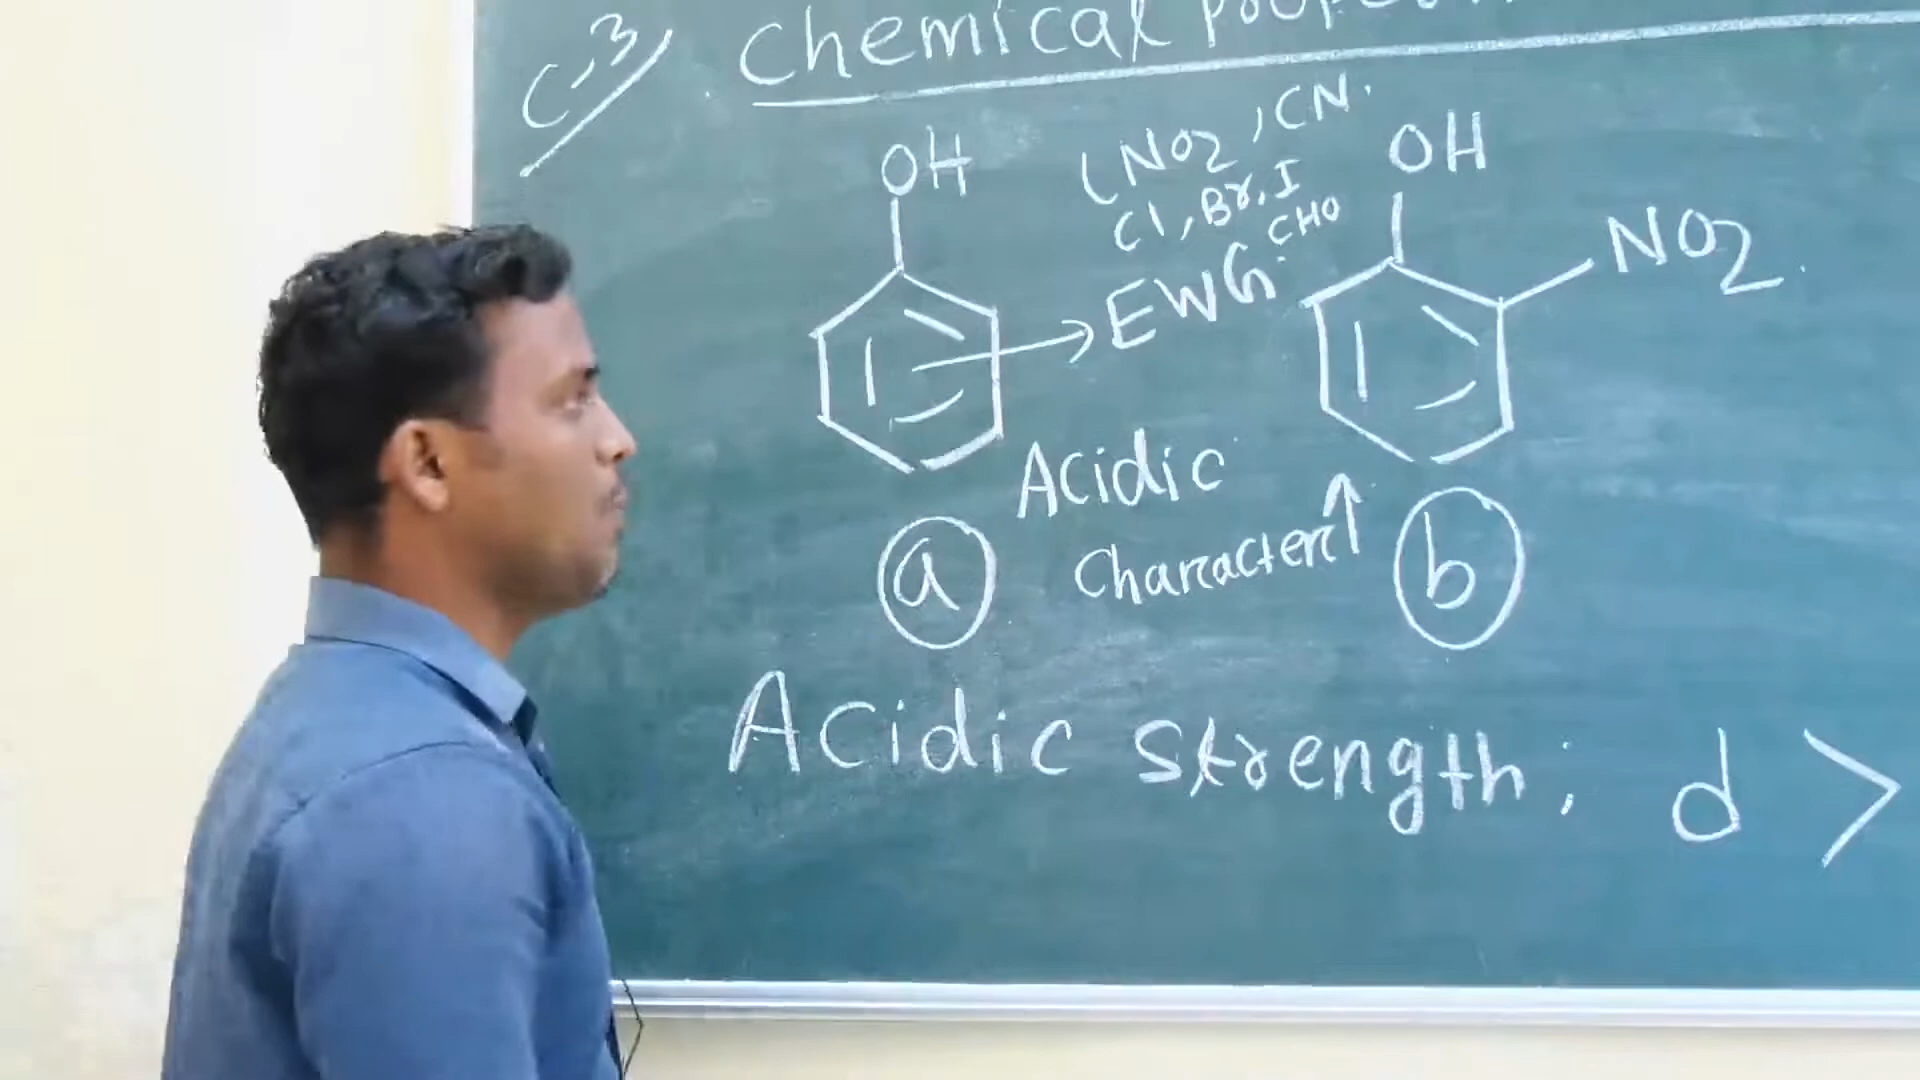 C-3
Chemical
OH
(NO2, CN.
Cl, Br, I
CHO
EWG
OH
NO2
Acidic
Character↑
a
b
Acidic strength; d >